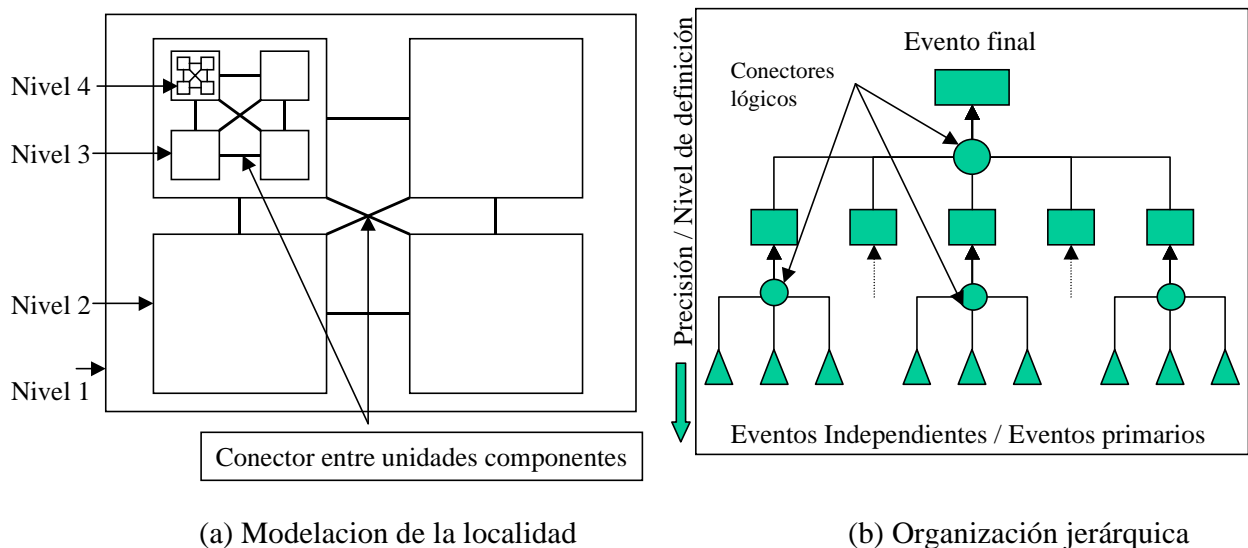 Nivel 4
Nivel 3
Nivel 2
Nivel 1
Conector entre unidades componentes
(a) Modelacion de la localidad
Evento final
Conectores
lógicos
Precisión / Nivel de definición
Eventos Independientes / Eventos primarios
(b) Organización jerárquica